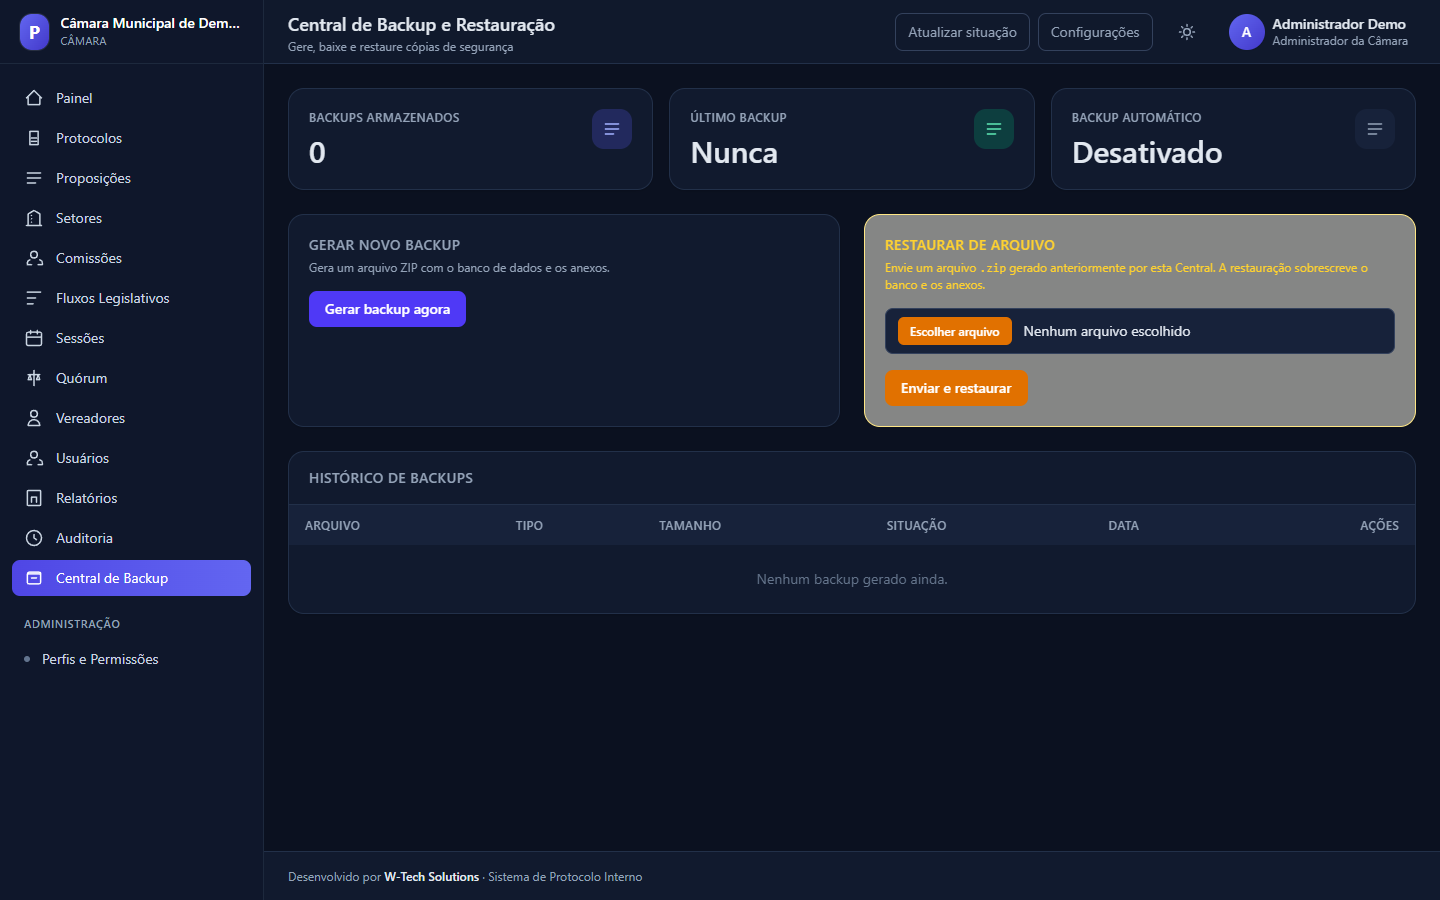 P
Câmara Municipal de Dem...
CÂMARA
Central de Backup e Restauração
Gere, baixe e restaure cópias de segurança
Atualizar situação
Configurações
A
Administrador Demo
Administrador da Câmara
Painel
Protocolos
Proposições
Setores
Comissões
Fluxos Legislativos
Sessões
Quórum
Vereadores
Usuários
Relatórios
Auditoria
Central de Backup
ADMINISTRAÇÃO
Perfis e Permissões
BACKUPS ARMAZENADOS
0
ÚLTIMO BACKUP
Nunca
BACKUP AUTOMÁTICO
Desativado
GERAR NOVO BACKUP
Gera um arquivo ZIP com o banco de dados e os anexos.
Gerar backup agora
RESTAURAR DE ARQUIVO
Envie um arquivo .zip gerado anteriormente por esta Central. A restauração sobrescreve o
banco e os anexos.
Escolher arquivo Nenhum arquivo escolhido
Enviar e restaurar
HISTÓRICO DE BACKUPS
ARQUIVO TIPO TAMANHO SITUAÇÃO DATA AÇÕES
Nenhum backup gerado ainda.
Desenvolvido por W-Tech Solutions · Sistema de Protocolo Interno